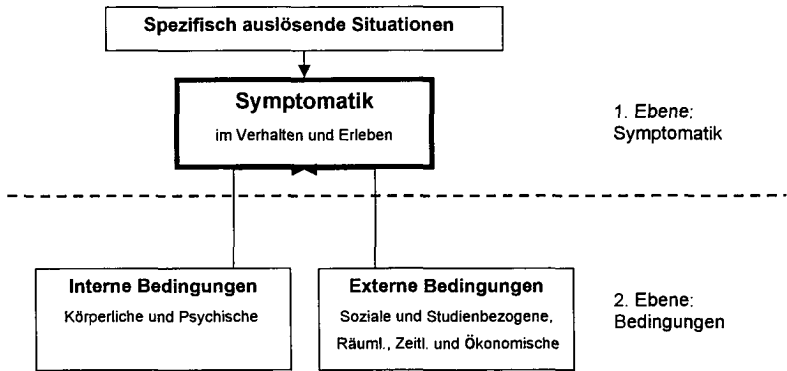 Spezifisch auslösende Situationen
Symptomatik
im Verhalten und Erleben
1. Ebene:
Symptomatik
Interne Bedingungen
Körperliche und Psychische
Externe Bedingungen
Soziale und Studienbezogene,
Räuml., Zeitl. und Ökonomische
2. Ebene:
Bedingungen